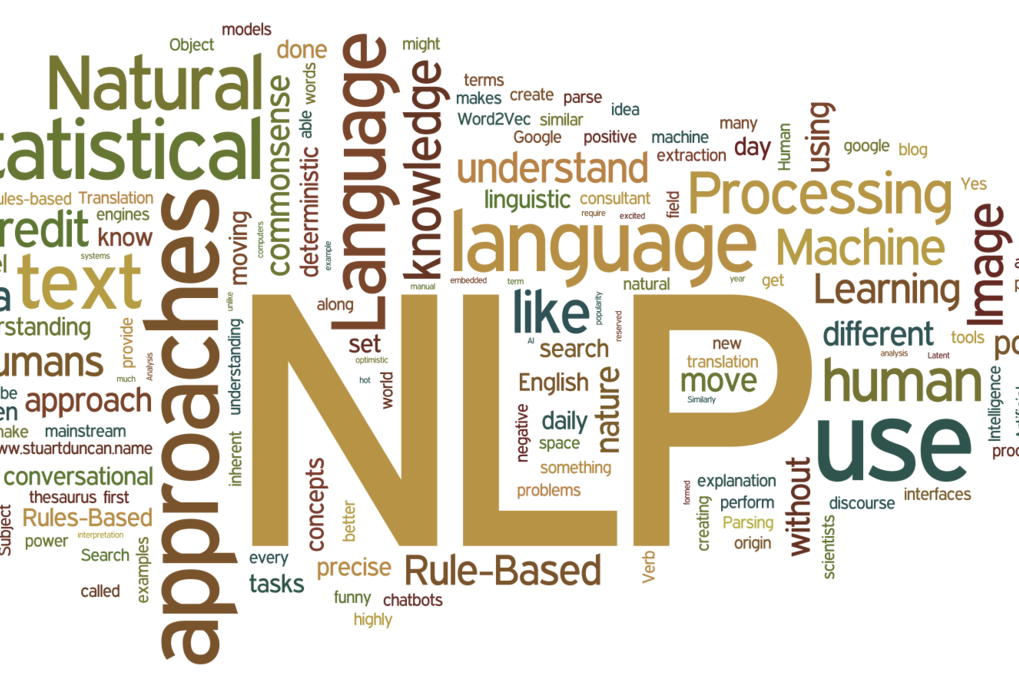 models
Object
done
might
Natural
Language
knowledge
commonsense
words
able
deterministic
example
terms
makes
create
parse
idea
Word2Vec
similar
Google
positive
machine
many
extraction
day
Human
using
google
blog
tatistical
understand
linguistic
consultant
require
excited
field
Processing
Yes
ules-based
Translation
engines
redit
know
systems
moving
computers
language
Machine
Image
text
approaches
manual
embedded
term
natural
year
get
Learning
unlike
along
like
popularity
reserved
a
rstanding
provide
understanding
set
optimistic
AI
search
new
translation
move
Similarly
different
analysis
Latent
tools
po
umans
much
Analysis
hot
world
English
nature
human
be
en
approach
NLP
negative
daily
space
use
Intelligence
make
mainstream
ww.stuartduncan.name
inherent
something
problems
proc
conversational
thesaurus
first
concepts
better
formed
explanation
perform
without
discourse
interfaces
Subject
Rules-Based
power
interpretation
Search
examples
creating
Parsing
origin
scientists
every
tasks
precise
Rule-Based
Verb
called
funny
chatbots
highly